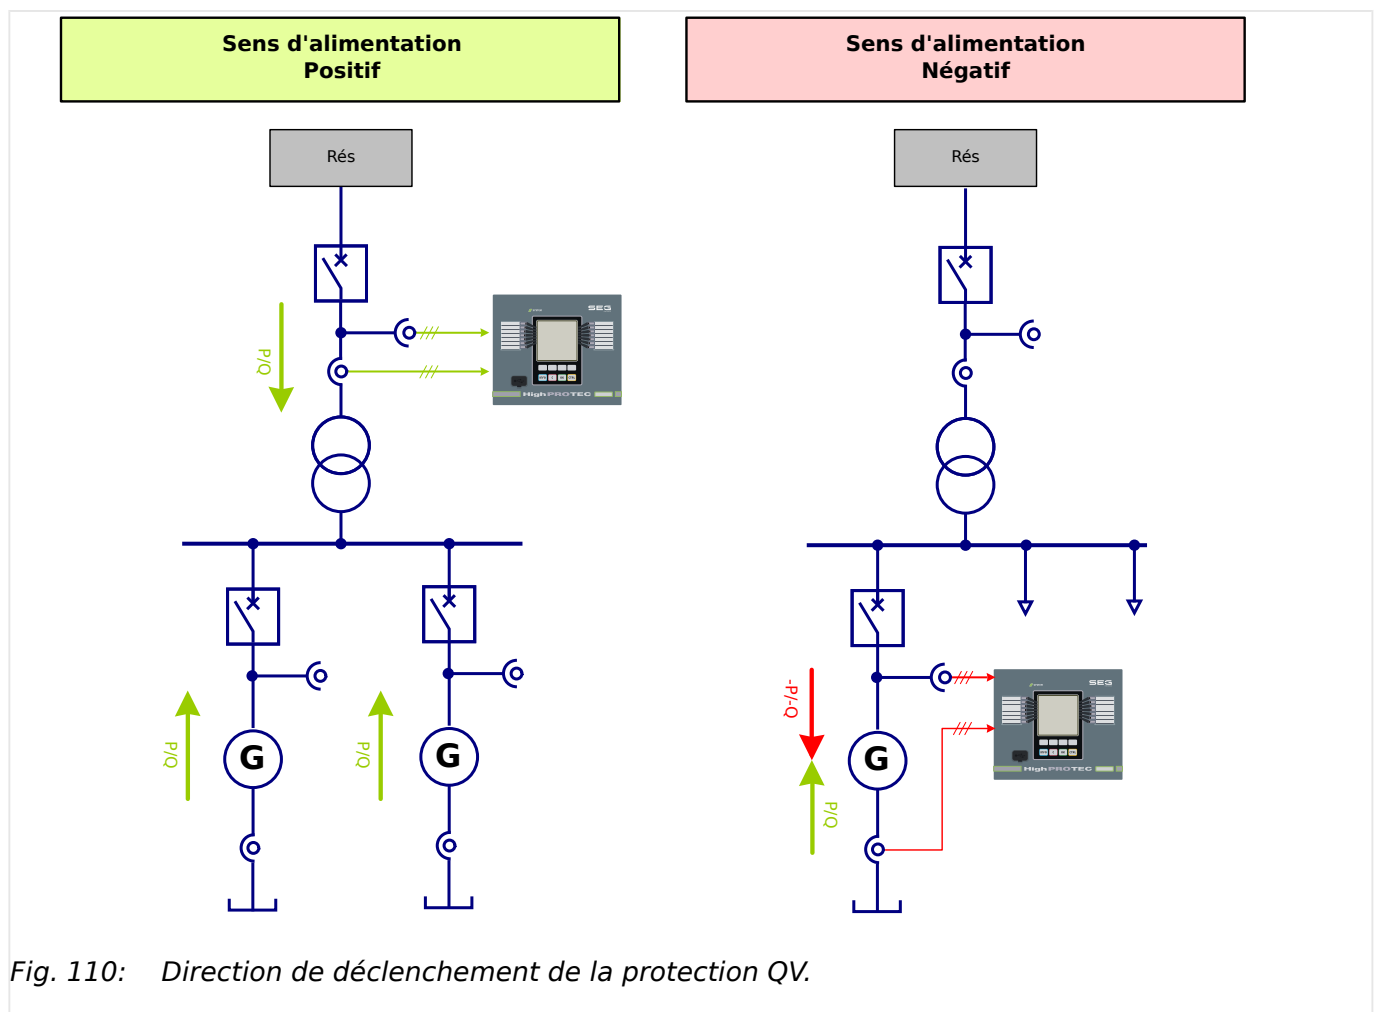 Sens d'alimentation
Positif
Sens d'alimentation
Négatif
Rés
Rés
P/Q
SEG
HighPROTEC
G
G
P/Q
P/Q
-P/-Q
P/Q
G
SEG
HighPROTEC
Fig. 110: Direction de déclenchement de la protection QV.